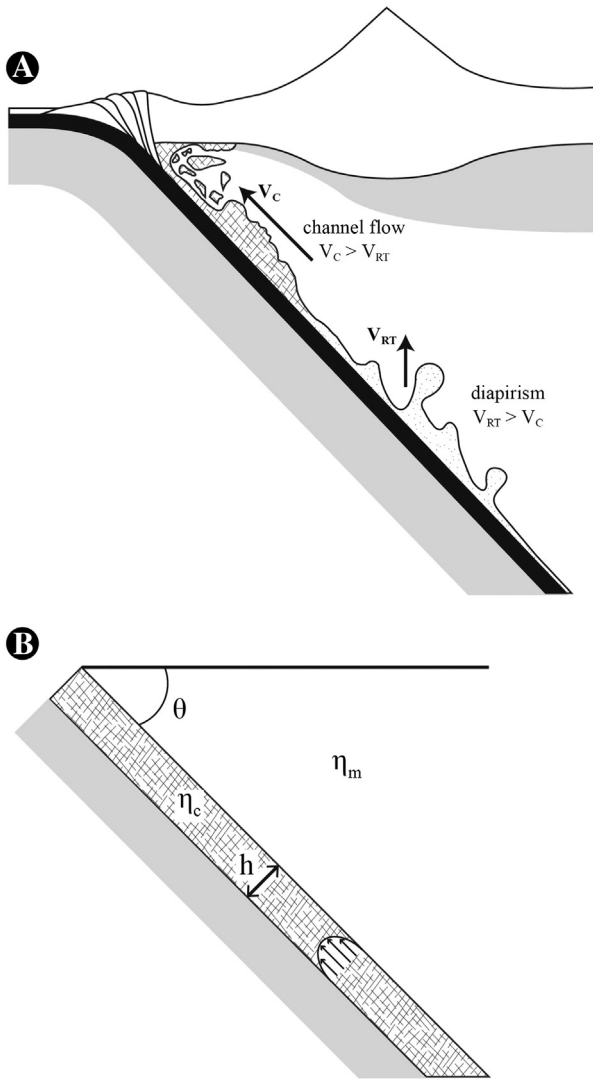 A
V_C
channel flow
V_C > V_RT
V_RT
diapirism
V_RT > V_C
B
θ
η_m
η_c
h